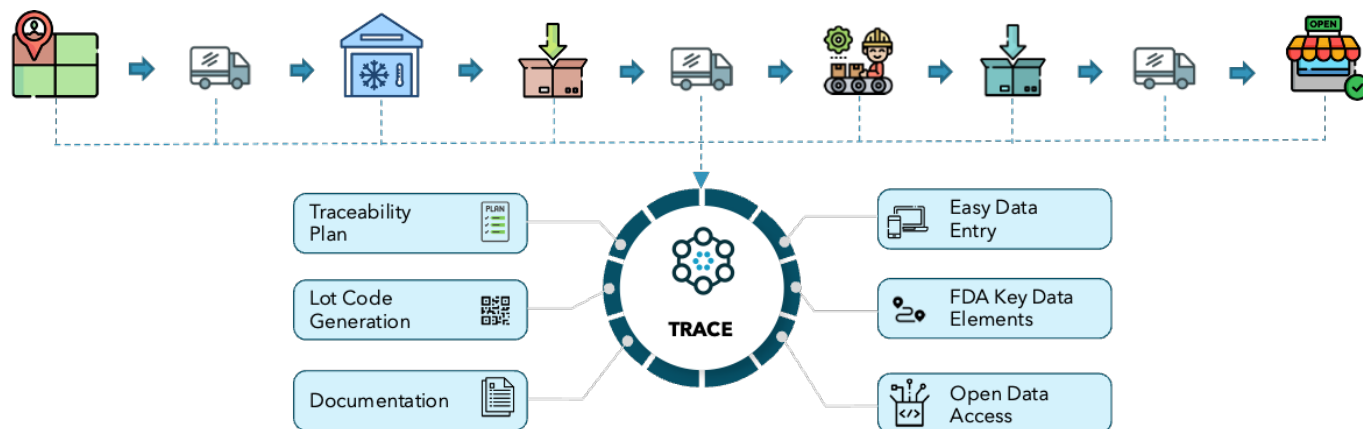 OPEN
Traceability
Plan
PLAN
Easy Data
Entry
Lot Code
Generation
TRACE
FDA Key Data
Elements
Documentation
Open Data
Access